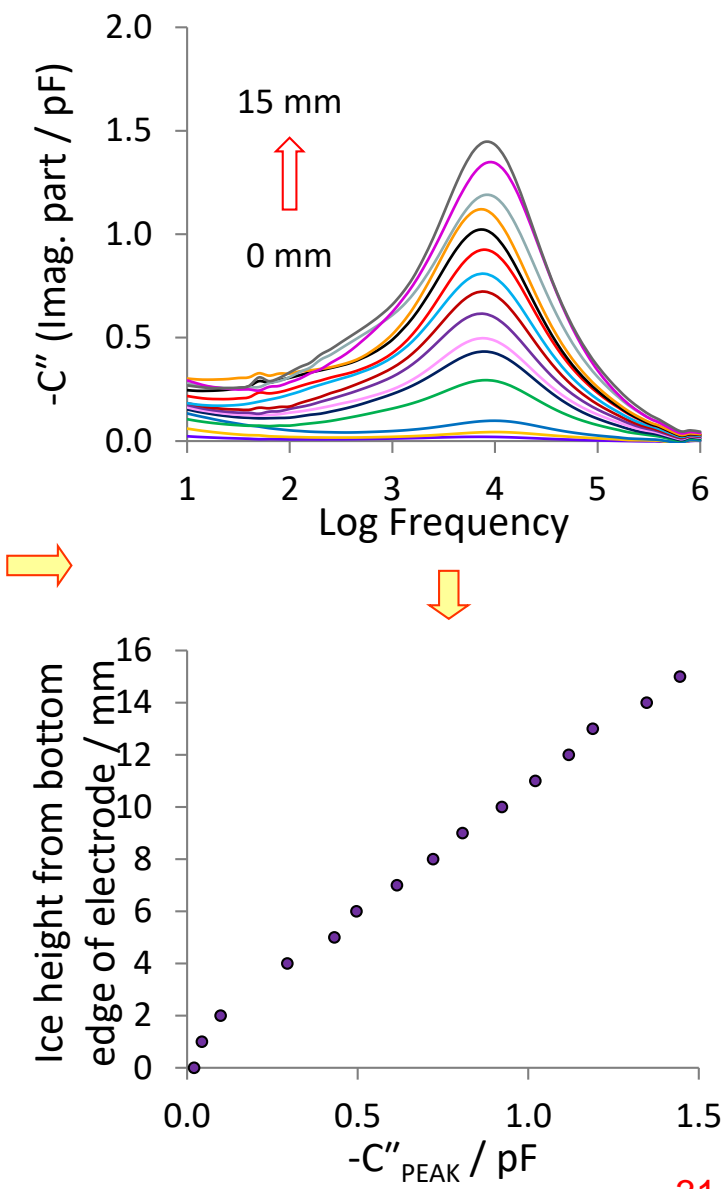 2.0
1.5
1.0
0.5
0.0
-C″ (Imag. part / pF)
15 mm
0 mm
1 2 3 4 5 6
Log Frequency
16
14
12
10
8
6
4
2
0
Ice height from bottom
edge of electrode / mm
0.0 0.5 1.0 1.5
-C″PEAK / pF